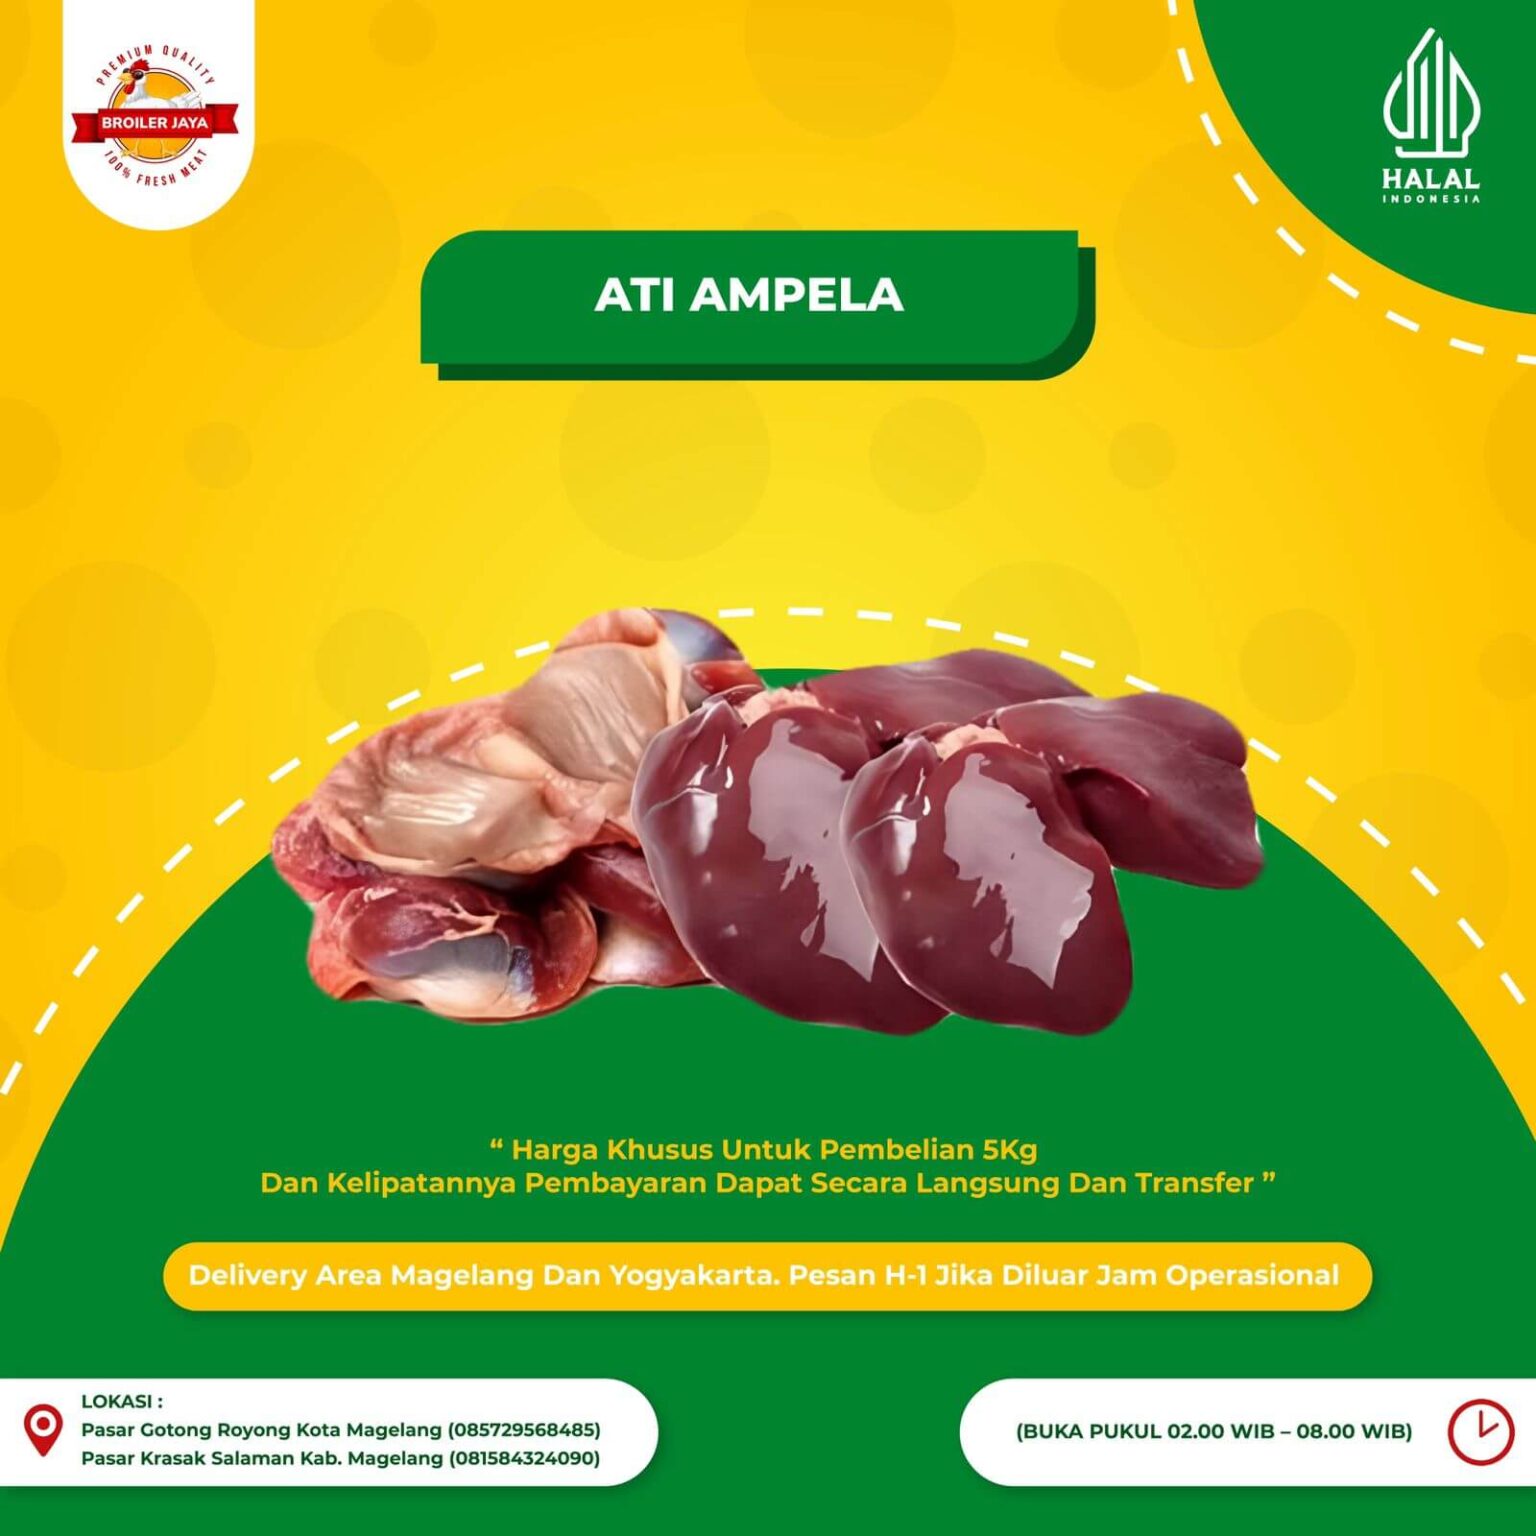 PREMIUM QUALITY
BROILER JAYA
100% FRESH MEAT
HALAL
INDONESIA
ATI AMPELA
“ Harga Khusus Untuk Pembelian 5Kg
Dan Kelipatannya Pembayaran Dapat Secara Langsung Dan Transfer ”
Delivery Area Magelang Dan Yogyakarta. Pesan H-1 Jika Diluar Jam Operasional
LOKASI :
Pasar Gotong Royong Kota Magelang (085729568485)
Pasar Krasak Salaman Kab. Magelang (081584324090)
(BUKA PUKUL 02.00 WIB – 08.00 WIB)